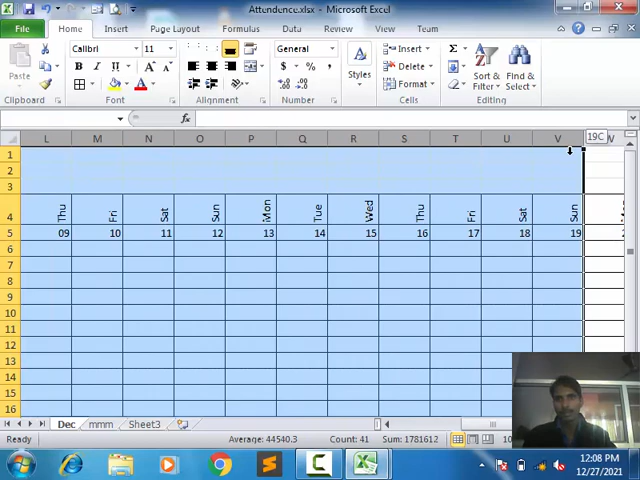 Attendence.xlsx - Microsoft Excel
File Home Insert Page Layout Formulas Data Review View Team
Paste Calibri 11 General Styles Insert Delete Format Sort & Filter Find & Select
B I U A A $ % ,
Clipboard Font Alignment Number Cells Editing
fx
L M N O P Q R S T U V 19C
1
2
3
4 Thu Fri Sat Sun Mon Tue Wed Thu Fri Sat Sun
5 09 10 11 12 13 14 15 16 17 18 19
6
7
8
9
10
11
12
13
14
15
16
Dec mmm Sheet3
Ready Average: 44540.3 Count: 41 Sum: 1781612
12:08 PM
12/27/2021